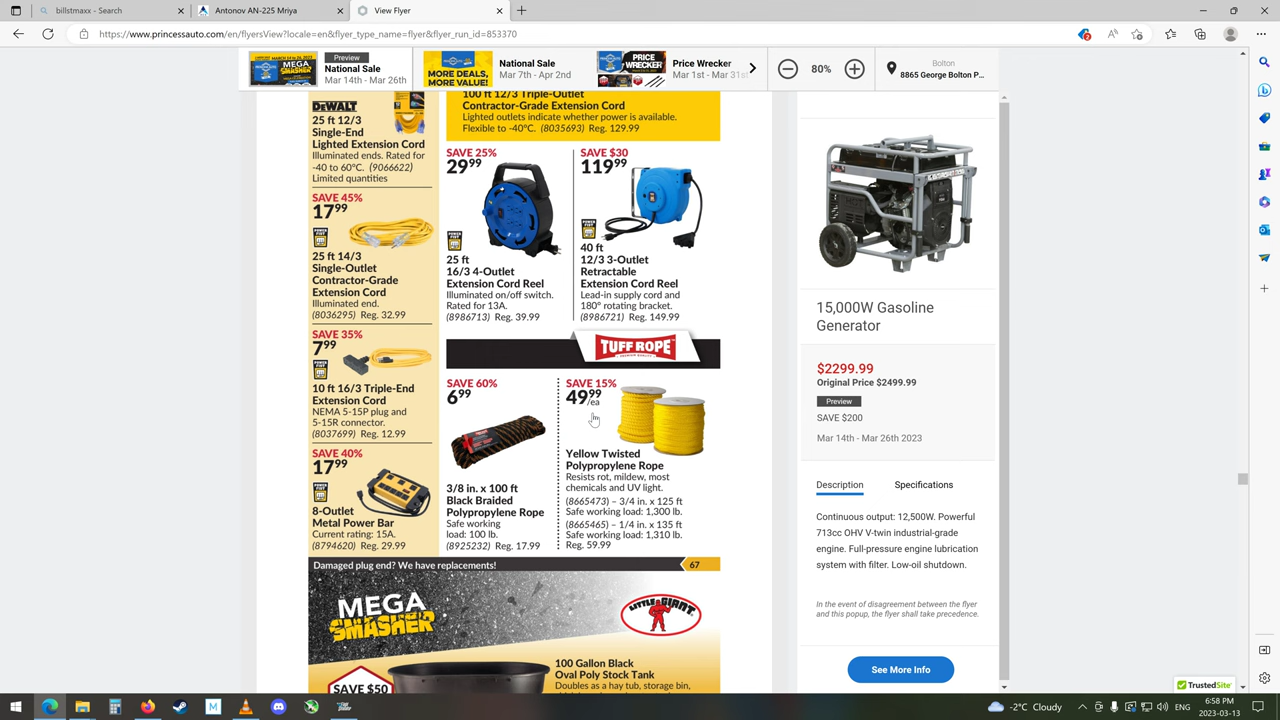 billstmaxx - Search
Antonov AN-225 Mriya
View Flyer
https://www.princessauto.com/en/flyersView?locale=en&flyer_type_name=flyer&flyer_run_id=853370
Preview
National Sale
Mar 14th - Mar 26th
MEGA
SMASHER
MORE DEALS,
MORE VALUE!
National Sale
Mar 7th - Apr 2nd
PRICE
WRECKER
Price Wrecker
Mar 1st - Mar 31st
80%
Bolton
8865 George Bolton P...
DEWALT
25 ft 12/3
Single-End
Lighted Extension Cord
Illuminated ends. Rated for
-40 to 60°C. (9066622)
Limited quantities
SAVE 45%
17 99
25 ft 14/3
Single-Outlet
Contractor-Grade
Extension Cord
Illuminated end.
(8036295) Reg. 32.99
SAVE 35%
7 99
10 ft 16/3 Triple-End
Extension Cord
NEMA 5-15P plug and
5-15R connector.
(8037699) Reg. 12.99
SAVE 40%
17 99
8-Outlet
Metal Power Bar
Current rating: 15A.
(8794620) Reg. 29.99
100 ft 12/3 Triple-Outlet
Contractor-Grade Extension Cord
Lighted outlets indicate whether power is available.
Flexible to -40°C. (8035693) Reg. 129.99
SAVE 25%
29 99
25 ft
16/3 4-Outlet
Extension Cord Reel
Illuminated on/off switch.
Rated for 13A.
(8986713) Reg. 39.99
SAVE $30
119 99
40 ft
12/3 3-Outlet
Retractable
Extension Cord Reel
Lead-in supply cord and
180° rotating bracket.
(8986721) Reg. 149.99
TUFF ROPE
SAVE 60%
6 99
3/8 in. x 100 ft
Black Braided
Polypropylene Rope
Safe working
load: 100 lb.
(8925232) Reg. 17.99
SAVE 15%
49 99
/ea
Yellow Twisted
Polypropylene Rope
Resists rot, mildew, most
chemicals and UV light.
(8665473) – 3/4 in. x 125 ft
Safe working load: 1,300 lb.
(8665465) - 1/4 in. x 135 ft
Safe working load: 1,310 lb.
Reg. 59.99
Damaged plug end? We have replacements!
67
MEGA
SMASHER
LITTLE GIANT
SAVE $50
100 Gallon Black
Oval Poly Stock Tank
Doubles as a hay tub, storage bin,
15,000W Gasoline
Generator
$2299.99
Original Price $2499.99
Preview
SAVE $200
Mar 14th - Mar 26th 2023
Description
Specifications
Continuous output: 12,500W. Powerful
713cc OHV V-twin industrial-grade
engine. Full-pressure engine lubrication
system with filter. Low-oil shutdown.
In the event of disagreement between the flyer
and this popup, the flyer shall take precedence.
See More Info
TrustedSite
-2°C Cloudy
ENG
6:58 PM
2023-03-13